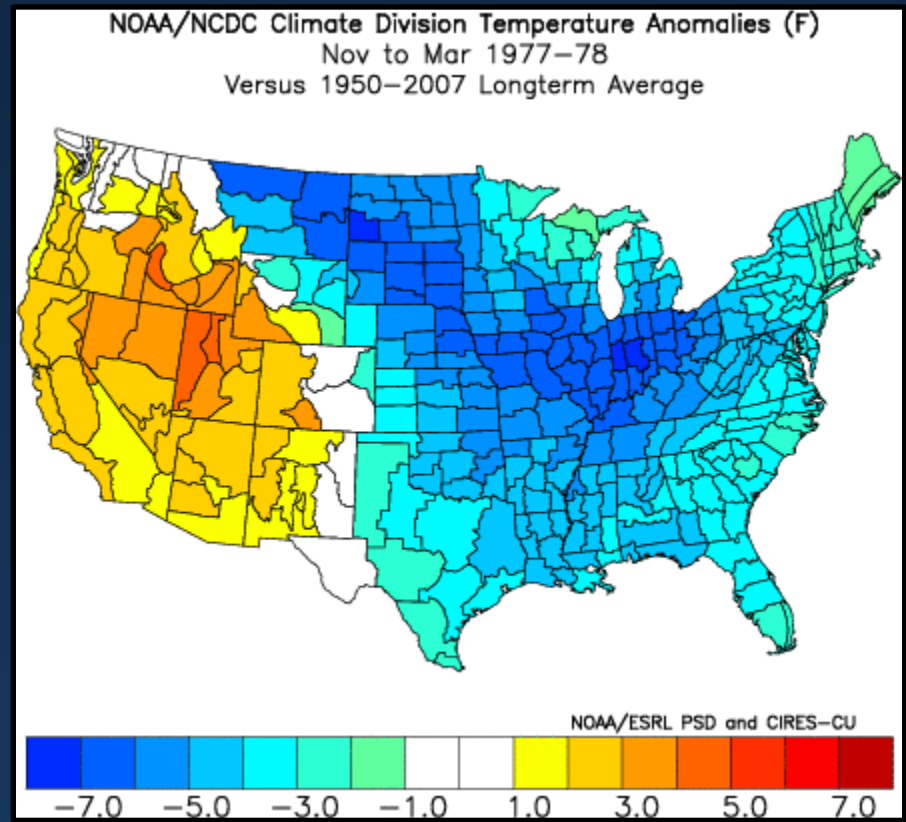 NOAA/NCDC Climate Division Temperature Anomalies (F)
Nov to Mar 1977-78
Versus 1950-2007 Longterm Average
NOAA/ESRL PSD and CIRES-CU
-7.0 -5.0 -3.0 -1.0 1.0 3.0 5.0 7.0